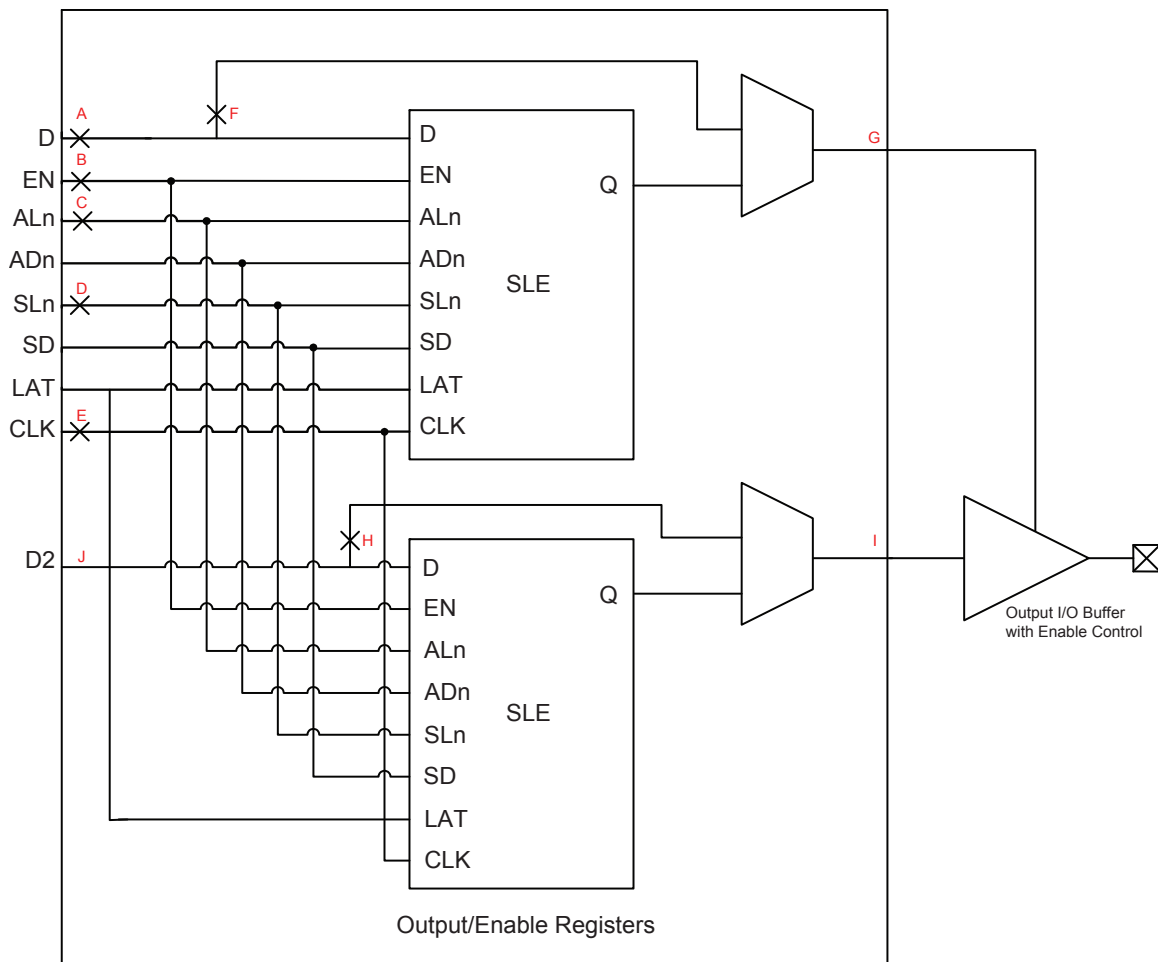 A
F
D
D
G
B
EN
EN
Q
C
ALn
ALn
ADn
ADn
SLE
D
SLn
SLn
SD
SD
LAT
LAT
E
CLK
CLK
H
I
J
D2
D
Q
EN
Output I/O Buffer
with Enable Control
ALn
ADn
SLE
SLn
SD
LAT
CLK
Output/Enable Registers